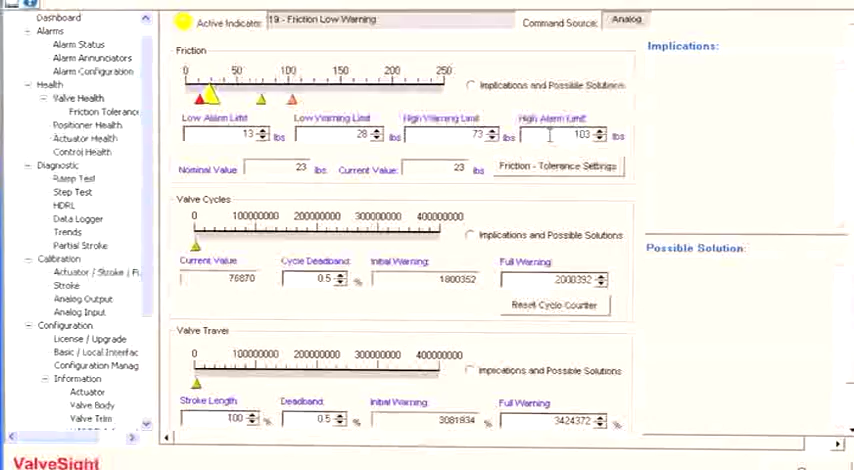 Dashboard
Alarms
Alarm Status
Alarm Annunciators
Alarm Configuration
Health
Valve Health
Friction Tolerance
Positioner Health
Actuator Health
Control Health
Diagnostic
Ramp Test
Step Test
HDRL
Data Logger
Trends
Partial Stroke
Calibration
Actuator / Stroke / Fu
Stroke
Analog Output
Analog Input
Configuration
License / Upgrade
Basic / Local Interfac
Configuration Manag
Information
Actuator
Valve Body
Valve Trim
ValveSight
Active Indicator: 19 - Friction Low Warning Command Source: Analog
Friction
0 50 100 150 200 250
Implications and Possible Solutions
Low Alarm Limit Low Warning Limit High Warning Limit High Alarm Limit
13 lbs 28 lbs 73 lbs 103 lbs
Nominal Value 23 lbs Current Value: 23 lbs Friction - Tolerance Settings
Valve Cycles
0 100000000 200000000 300000000 400000000
Implications and Possible Solutions
Current Value Cycle Deadband: Initial Warning: Full Warning:
76870 0.5 % 1800352 2000392
Reset Cycle Counter
Valve Travel
0 100000000 200000000 300000000 400000000
Implications and Possible Solutions
Stroke Length Deadband: Initial Warning: Full Warning:
100 % 0.5 % 3081934 % 3424372 %
Implications:
Possible Solution: